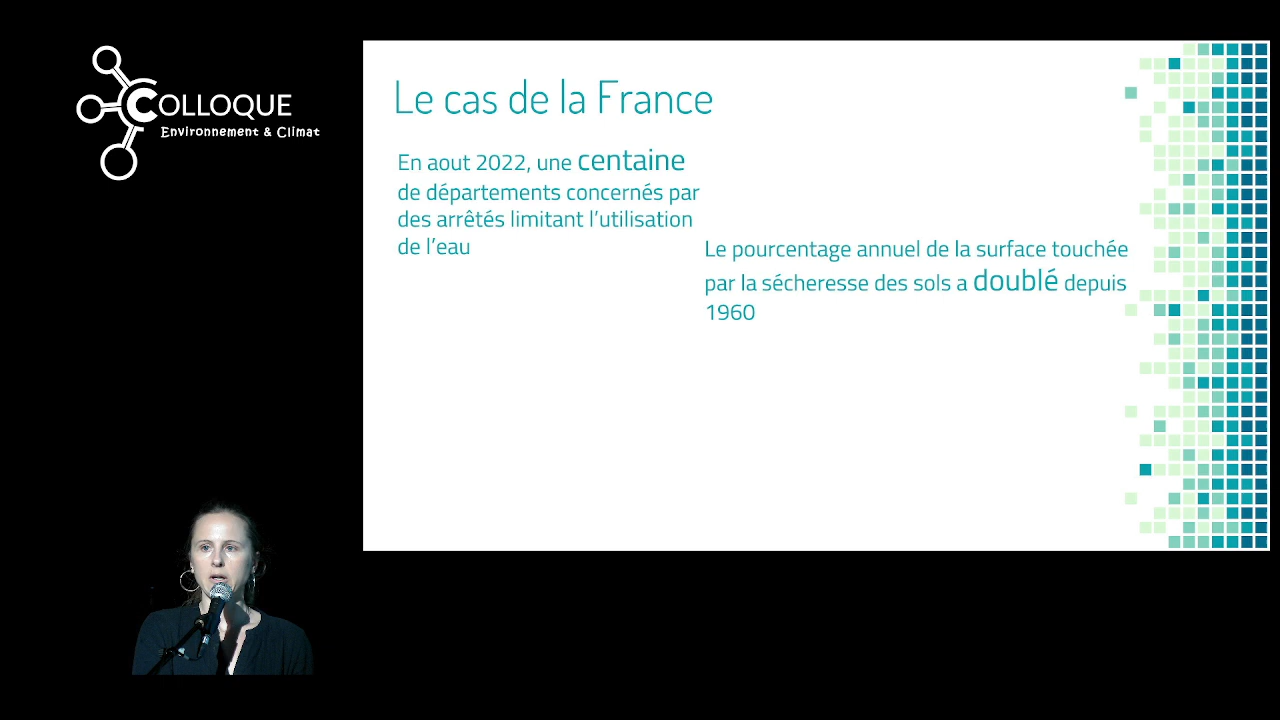 COLLOQUE
Environnement & Climat
Le cas de la France
En aout 2022, une centaine
de départements concernés par
des arrêtés limitant l'utilisation
de l'eau
Le pourcentage annuel de la surface touchée
par la sécheresse des sols a doublé depuis
1960